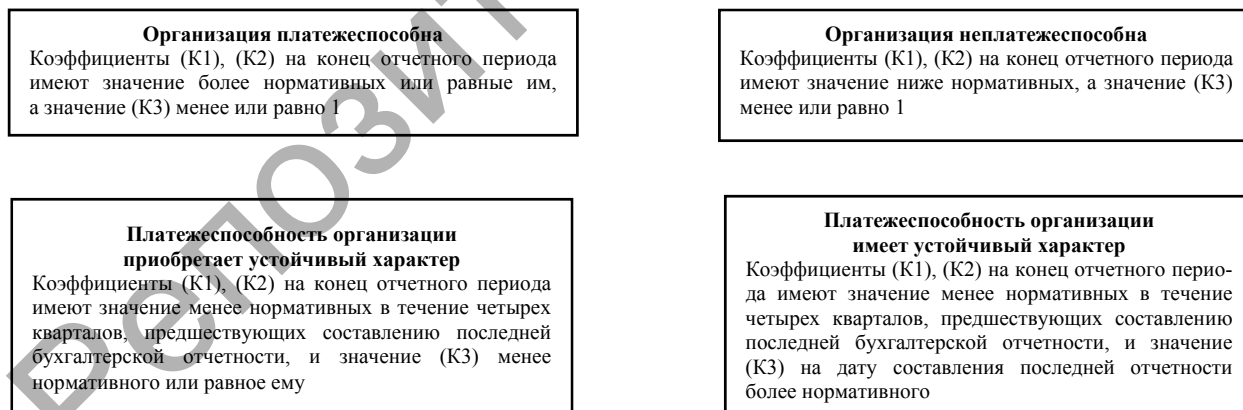 Организация платежеспособна
Коэффициенты (К1), (К2) на конец отчетного периода
имеют значение более нормативных или равные им,
а значение (К3) менее или равно 1
Организация неплатежеспособна
Коэффициенты (К1), (К2) на конец отчетного периода
имеют значение ниже нормативных, а значение (К3)
менее или равно 1
Платежеспособность организации
приобретает устойчивый характер
Коэффициенты (К1), (К2) на конец отчетного периода
имеют значение менее нормативных в течение четырех
кварталов, предшествующих составлению последней
бухгалтерской отчетности, и значение (К3) менее
нормативного или равное ему
Платежеспособность организации
имеет устойчивый характер
Коэффициенты (К1), (К2) на конец отчетного перио-
да имеют значение менее нормативных в течение
четырех кварталов, предшествующих составлению
последней бухгалтерской отчетности, и значение
(К3) на дату составления последней отчетности
более нормативного
Репозит